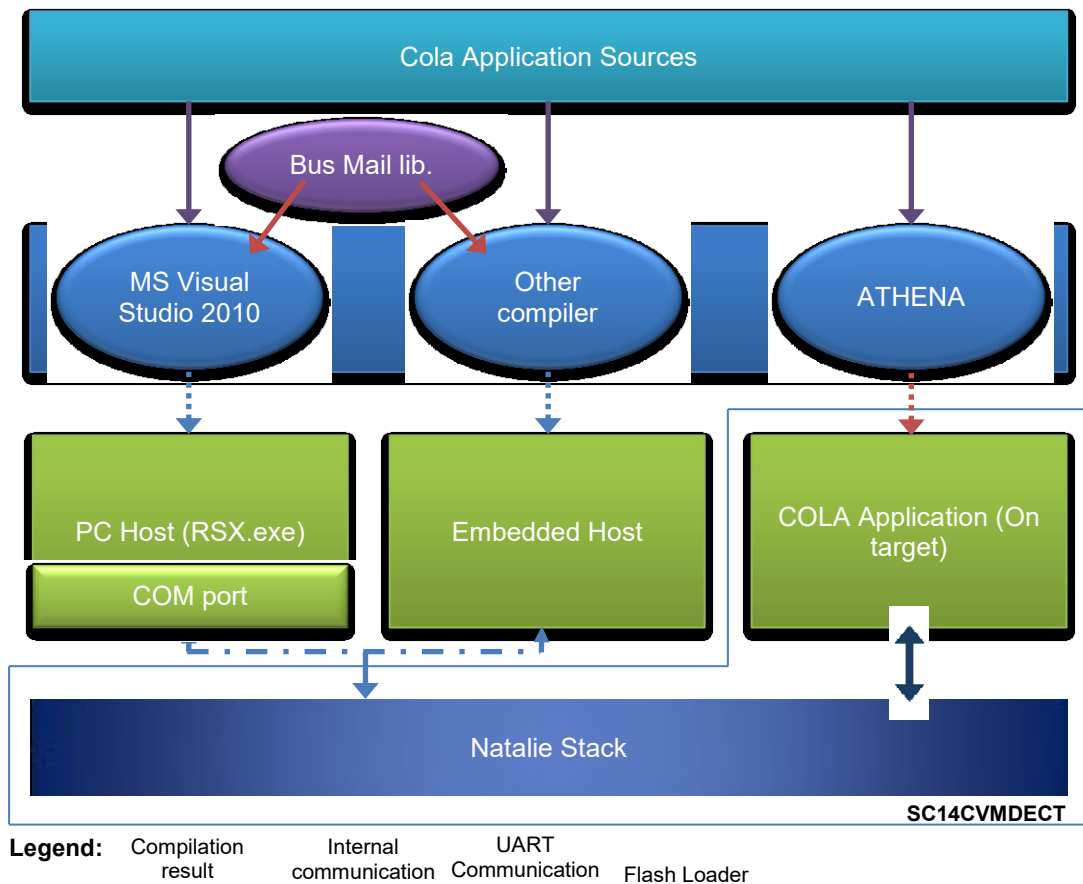 Cola Application Sources
Bus Mail lib.
MS Visual
Studio 2010
Other
compiler
ATHENA
PC Host (RSX.exe)
COM port
Embedded Host
COLA Application (On
target)
Natalie Stack
SC14CVMDECT
Legend:
Compilation
result
Internal
communication
UART
Communication
Flash Loader